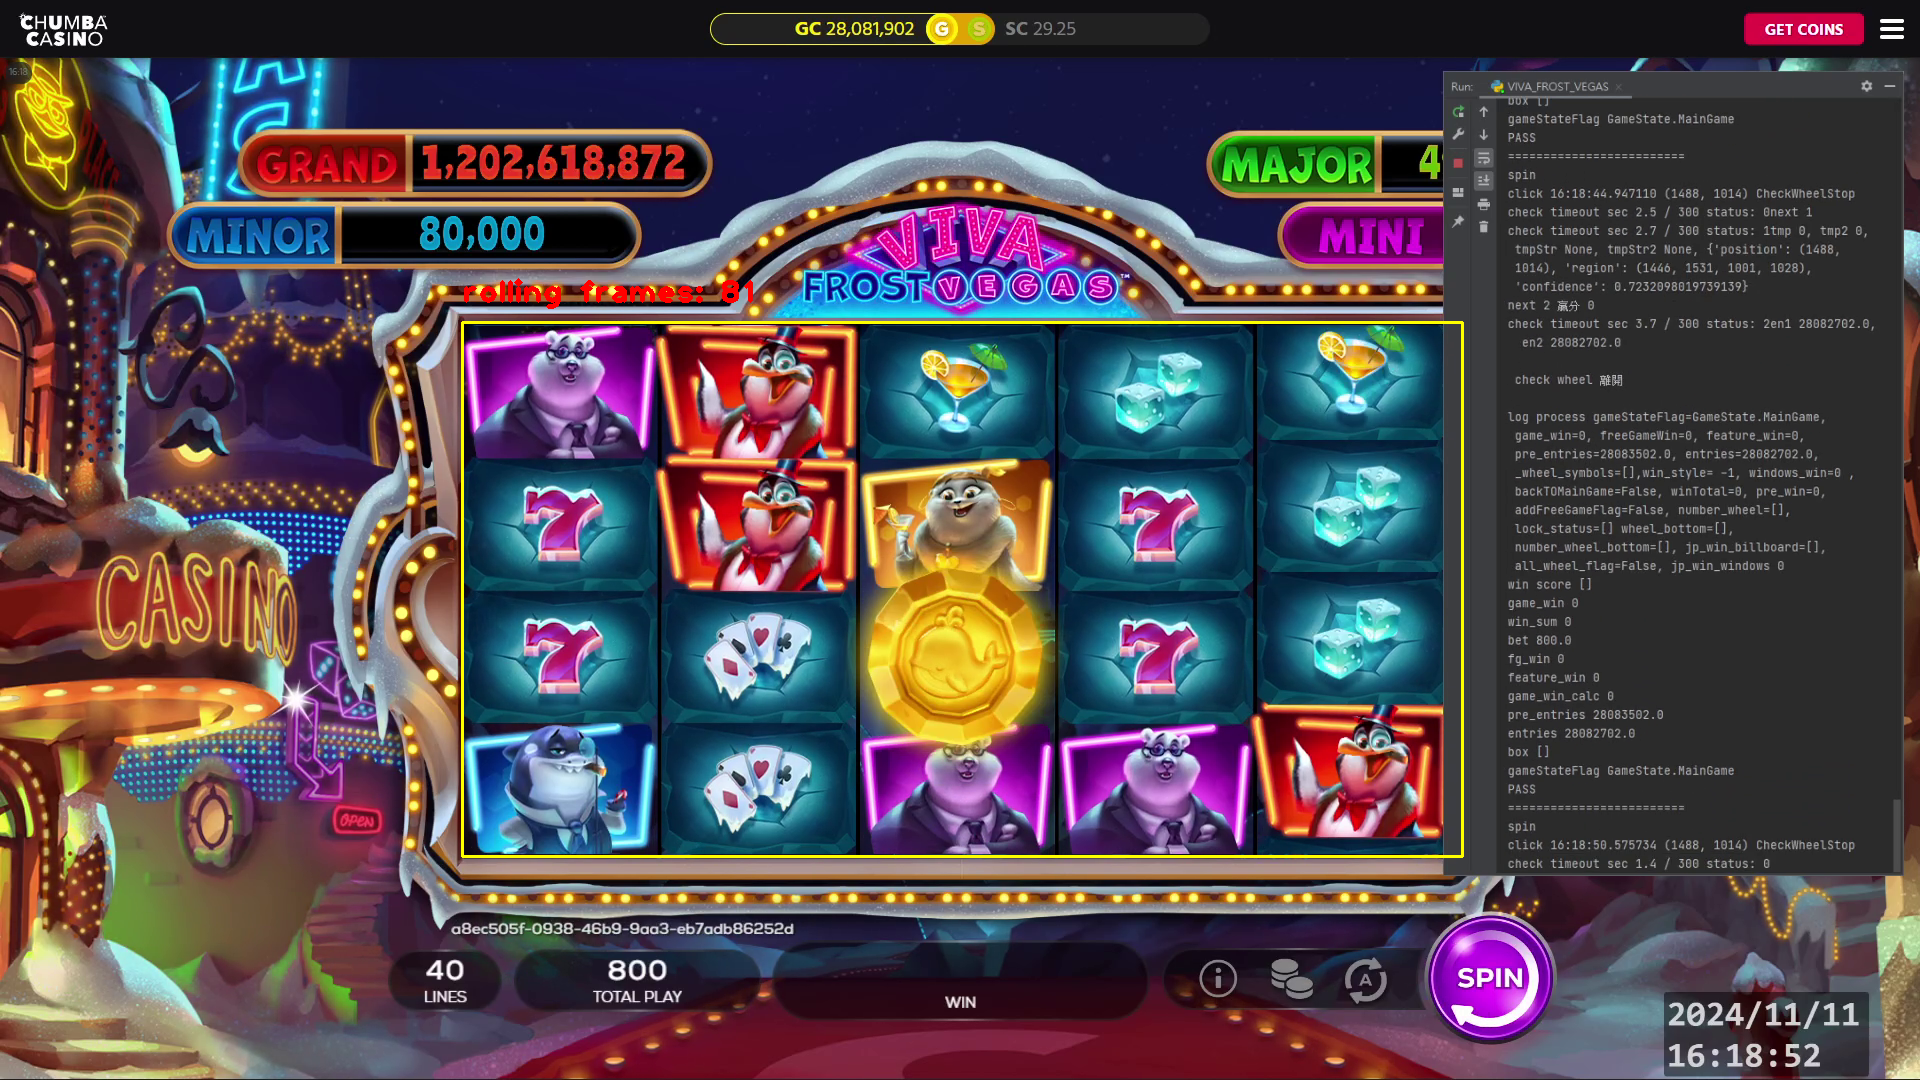 CHUMBA
CASINO
GC 28,081,902
G
S
SC 29.25
GET COINS
16:18
GRAND
1,202,618,872
MINOR
80,000
MAJOR
4
MINI
VIVA
FROST VEGAS™
rolling frames: 81
CASINO
OPEN
a8ec505f-0938-46b9-9aa3-eb7adb86252d
40
LINES
800
TOTAL PLAY
WIN
A
SPIN
Run:
VIVA_FROST_VEGAS
box []
gameStateFlag GameState.MainGame
PASS
=========================
spin
click 16:18:44.947110 (1488, 1014) CheckWheelStop
check timeout sec 2.5 / 300 status: 0next 1
check timeout sec 2.7 / 300 status: 1tmp 0, tmp2 0,
tmpStr None, tmpStr2 None, {'position': (1488,
1014), 'region': (1446, 1531, 1001, 1028),
'confidence': 0.7232098019739139}
next 2 贏分 0
check timeout sec 3.7 / 300 status: 2en1 28082702.0,
en2 28082702.0
check wheel 離開
log process gameStateFlag=GameState.MainGame,
game_win=0, freeGameWin=0, feature_win=0,
pre_entries=28083502.0, entries=28082702.0,
_wheel_symbols=[],win_style= -1, windows_win=0 ,
backTOMainGame=False, winTotal=0, pre_win=0,
addFreeGameFlag=False, number_wheel=[],
lock_status=[] wheel_bottom=[],
number_wheel_bottom=[], jp_win_billboard=[],
all_wheel_flag=False, jp_win_windows 0
win score []
game_win 0
win_sum 0
bet 800.0
fg_win 0
feature_win 0
game_win_calc 0
pre_entries 28083502.0
entries 28082702.0
box []
gameStateFlag GameState.MainGame
PASS
=========================
spin
click 16:18:50.575734 (1488, 1014) CheckWheelStop
check timeout sec 1.4 / 300 status: 0
2024/11/11
16:18:52